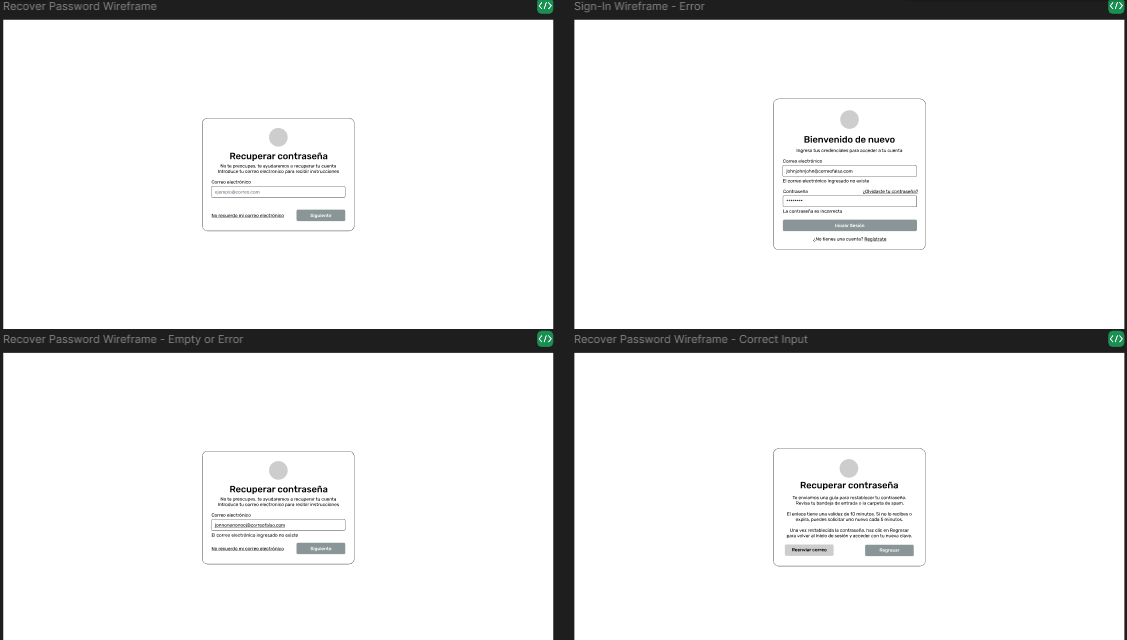 Recover Password Wireframe
</>
Recuperar contraseña
No te preocupes, te ayudaremos a recuperar tu cuenta
Introduce tu correo electronico para recibir instrucciones
Correo electrónico
ejemplo@correo.com
No recuerdo mi correo electrónico
Siguiente
Sign-In Wireframe - Error
</>
Bienvenido de nuevo
Ingresa tus credenciales para acceder a tu cuenta
Correo electrónico
johnjohnjohn@correofalso.com
El correo electrónico ingresado no existe
Contraseña
¿Olvidaste tu contraseña?
********
La contraseña es incorrecta
Iniciar Sesión
¿No tienes una cuenta? Regístrate
Recover Password Wireframe - Empty or Error
</>
Recuperar contraseña
No te preocupes, te ayudaremos a recuperar tu cuenta
Introduce tu correo electronico para recibir instrucciones
Correo electrónico
El correo electrónico ingresado no existe
No recuerdo mi correo electrónico
Siguiente
Recover Password Wireframe - Correct Input
</>
Recuperar contraseña
Te enviamos una guía para restablecer tu contraseña.
Revisa tu bandeja de entrada o la carpeta de spam.
El enlace tiene una validez de 10 minutos. Si no lo recibes o
expira, puedes solicitar uno nuevo cada 5 minutos.
Una vez restablecida la contraseña, haz clic en Regresar
para volver al inicio de sesión y acceder con tu nueva clave.
Reenviar correo
Regresar